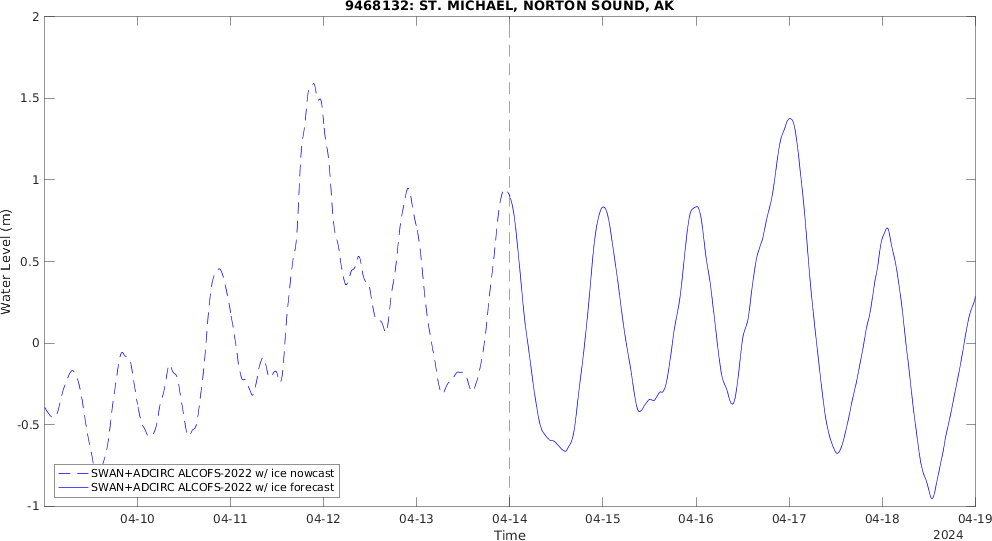 9468132: ST. MICHAEL, NORTON SOUND, AK
2
1.5
1
0.5
0
-0.5
-1
Water Level (m)
SWAN+ADCIRC ALCOFS-2022 w/ ice nowcast
SWAN+ADCIRC ALCOFS-2022 w/ ice forecast
04-10 04-11 04-12 04-13 04-14 04-15 04-16 04-17 04-18 04-19
Time
2024